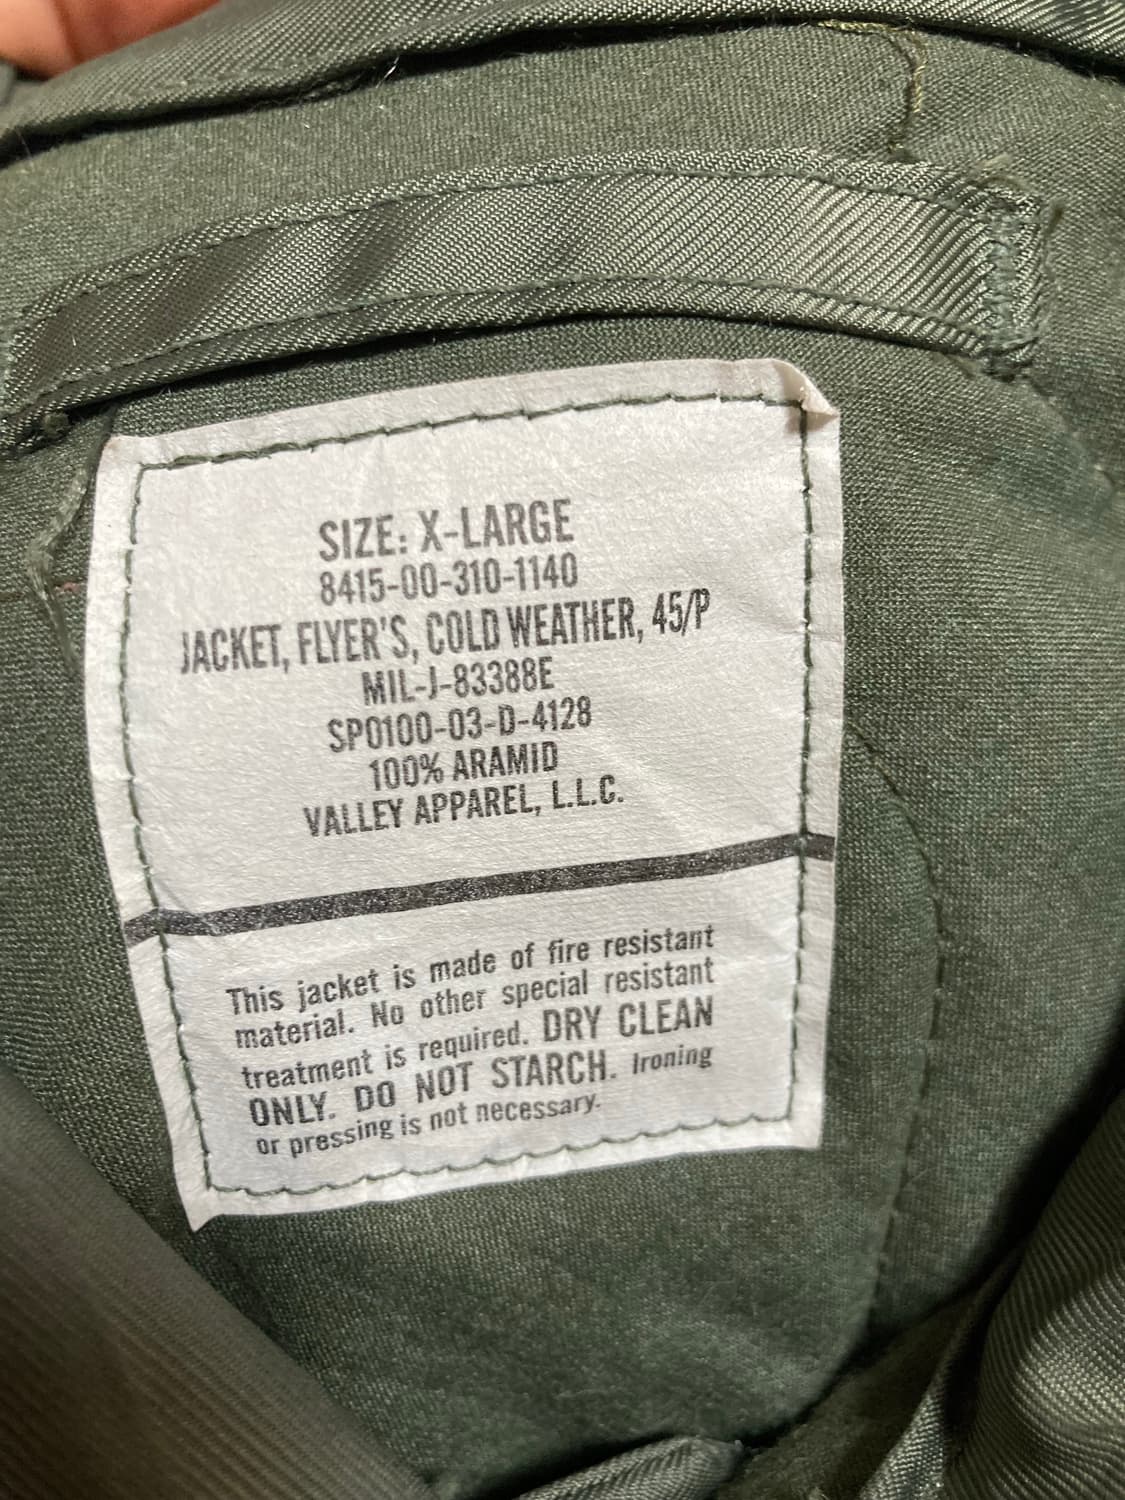 SIZE: X-LARGE
8415-00-310-1140
JACKET, FLYER'S, COLD WEATHER, 45/P
MIL-J-83388E
SP0100-03-D-4128
100% ARAMID
VALLEY APPAREL, L.L.C.
This jacket is made of fire resistant
material. No other special resistant
treatment is required. DRY CLEAN
ONLY. DO NOT STARCH. Ironing
or pressing is not necessary.